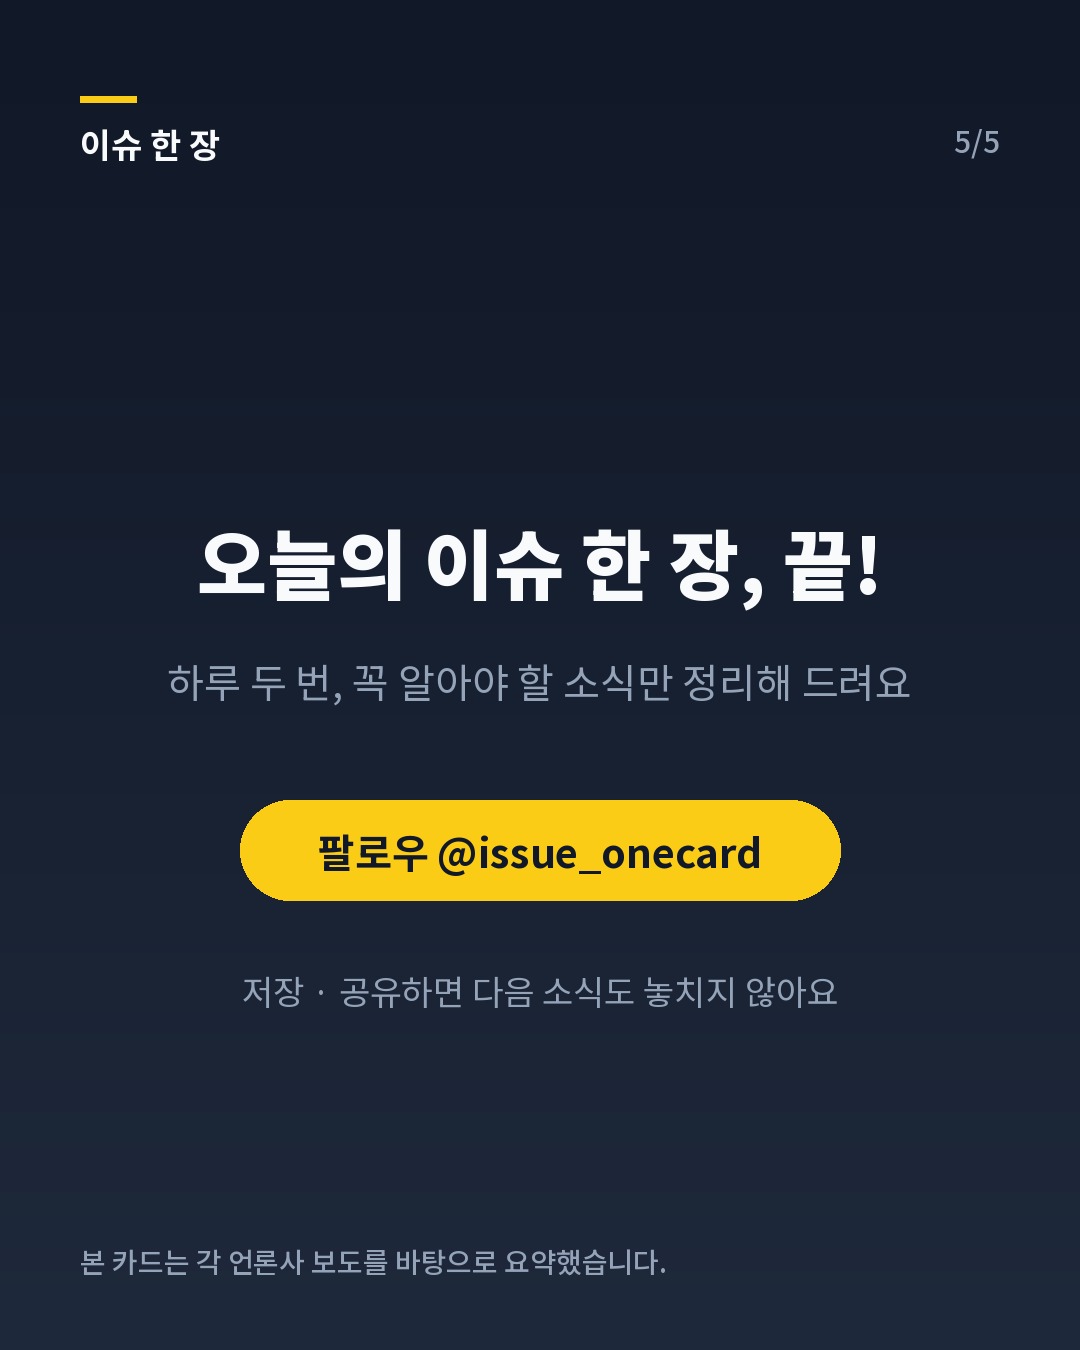 이슈 한 장
5/5
오늘의 이슈 한 장, 끝!
하루 두 번, 꼭 알아야 할 소식만 정리해 드려요
팔로우 @issue_onecard
저장 · 공유하면 다음 소식도 놓치지 않아요
본 카드는 각 언론사 보도를 바탕으로 요약했습니다.